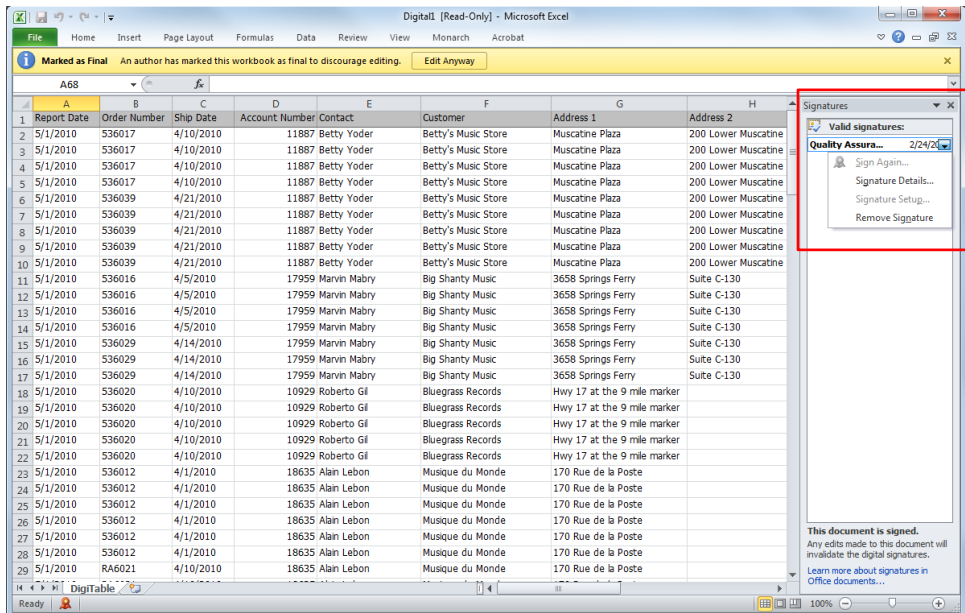 Digital1 [Read-Only] - Microsoft Excel
File Home Insert Page Layout Formulas Data Review View Monarch Acrobat
Marked as Final An author has marked this workbook as final to discourage editing. Edit Anyway
A68 fx
A B C D E F G H
1 Report Date Order Number Ship Date Account Number Contact Customer Address 1 Address 2
2 5/1/2010 536017 4/10/2010 11887 Betty Yoder Betty's Music Store Muscatine Plaza 200 Lower Muscatine
3 5/1/2010 536017 4/10/2010 11887 Betty Yoder Betty's Music Store Muscatine Plaza 200 Lower Muscatine
4 5/1/2010 536017 4/10/2010 11887 Betty Yoder Betty's Music Store Muscatine Plaza 200 Lower Muscatine
5 5/1/2010 536017 4/10/2010 11887 Betty Yoder Betty's Music Store Muscatine Plaza 200 Lower Muscatine
6 5/1/2010 536039 4/21/2010 11887 Betty Yoder Betty's Music Store Muscatine Plaza 200 Lower Muscatine
7 5/1/2010 536039 4/21/2010 11887 Betty Yoder Betty's Music Store Muscatine Plaza 200 Lower Muscatine
8 5/1/2010 536039 4/21/2010 11887 Betty Yoder Betty's Music Store Muscatine Plaza 200 Lower Muscatine
9 5/1/2010 536039 4/21/2010 11887 Betty Yoder Betty's Music Store Muscatine Plaza 200 Lower Muscatine
10 5/1/2010 536039 4/21/2010 11887 Betty Yoder Betty's Music Store Muscatine Plaza 200 Lower Muscatine
11 5/1/2010 536016 4/5/2010 17959 Marvin Mabry Big Shanty Music 3658 Springs Ferry Suite C-130
12 5/1/2010 536016 4/5/2010 17959 Marvin Mabry Big Shanty Music 3658 Springs Ferry Suite C-130
13 5/1/2010 536016 4/5/2010 17959 Marvin Mabry Big Shanty Music 3658 Springs Ferry Suite C-130
14 5/1/2010 536016 4/5/2010 17959 Marvin Mabry Big Shanty Music 3658 Springs Ferry Suite C-130
15 5/1/2010 536029 4/14/2010 17959 Marvin Mabry Big Shanty Music 3658 Springs Ferry Suite C-130
16 5/1/2010 536029 4/14/2010 17959 Marvin Mabry Big Shanty Music 3658 Springs Ferry Suite C-130
17 5/1/2010 536029 4/14/2010 17959 Marvin Mabry Big Shanty Music 3658 Springs Ferry Suite C-130
18 5/1/2010 536020 4/10/2010 10929 Roberto Gil Bluegrass Records Hwy 17 at the 9 mile marker
19 5/1/2010 536020 4/10/2010 10929 Roberto Gil Bluegrass Records Hwy 17 at the 9 mile marker
20 5/1/2010 536020 4/10/2010 10929 Roberto Gil Bluegrass Records Hwy 17 at the 9 mile marker
21 5/1/2010 536020 4/10/2010 10929 Roberto Gil Bluegrass Records Hwy 17 at the 9 mile marker
22 5/1/2010 536020 4/10/2010 10929 Roberto Gil Bluegrass Records Hwy 17 at the 9 mile marker
23 5/1/2010 536012 4/1/2010 18635 Alain Lebon Musique du Monde 170 Rue de la Poste
24 5/1/2010 536012 4/1/2010 18635 Alain Lebon Musique du Monde 170 Rue de la Poste
25 5/1/2010 536012 4/1/2010 18635 Alain Lebon Musique du Monde 170 Rue de la Poste
26 5/1/2010 536012 4/1/2010 18635 Alain Lebon Musique du Monde 170 Rue de la Poste
27 5/1/2010 536012 4/1/2010 18635 Alain Lebon Musique du Monde 170 Rue de la Poste
28 5/1/2010 536012 4/1/2010 18635 Alain Lebon Musique du Monde 170 Rue de la Poste
29 5/1/2010 RA6021 4/10/2010 18635 Alain Lebon Musique du Monde 170 Rue de la Poste
Signatures
Valid signatures:
Quality Assura... 2/24/20
Sign Again...
Signature Details...
Signature Setup...
Remove Signature
This document is signed.
Any edits made to this document will
invalidate the digital signatures.
Learn more about signatures in
Office documents...
DigiTable
Ready 100%